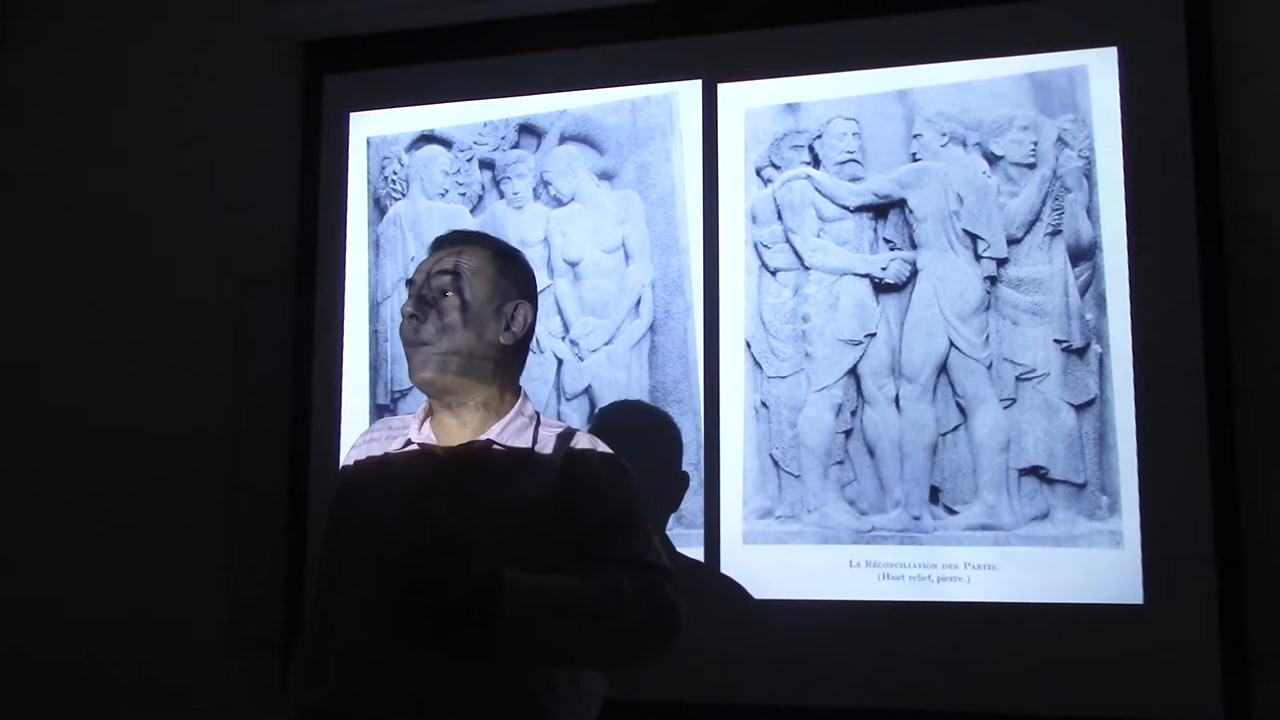 LA RÉCONCILIATION DES PARTIS.
(Haut relief, pierre.)